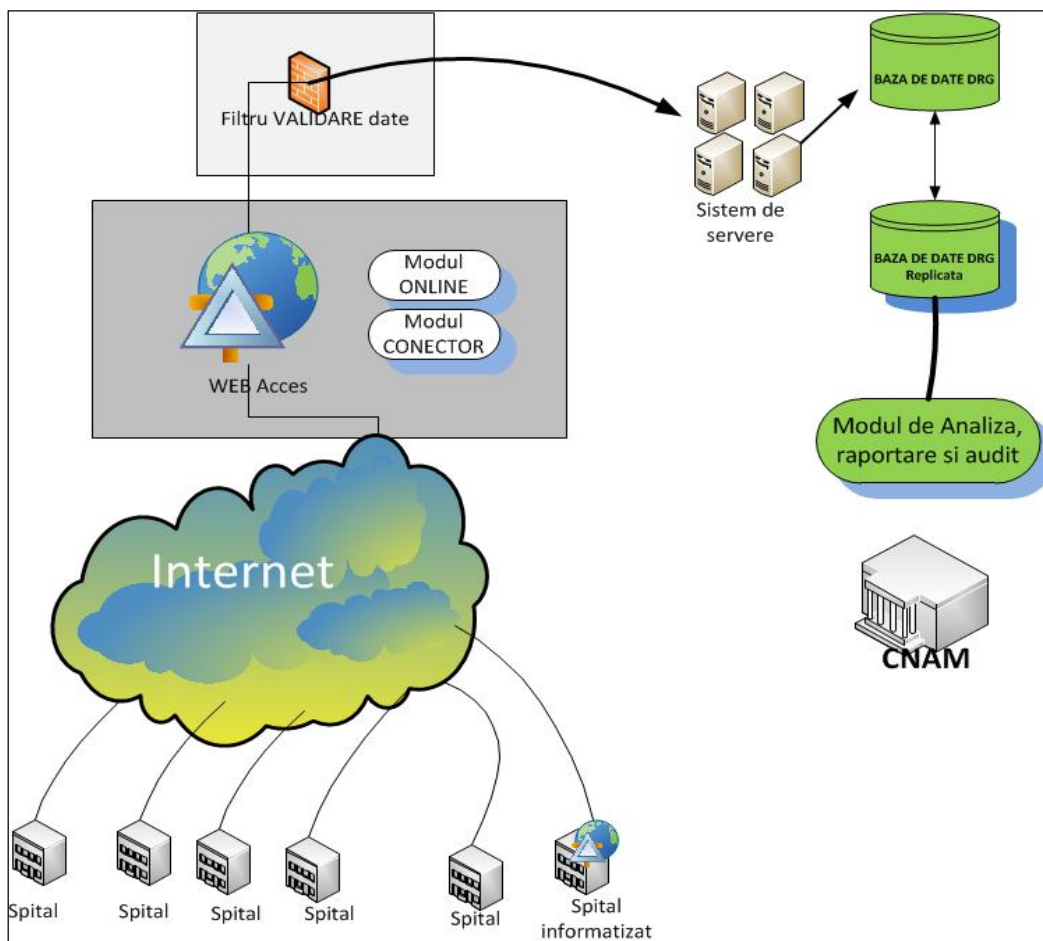 Filtru VALIDARE date
BAZA DE DATE DRG
Sistem de
servere
BAZA DE DATE DRG
Replicata
Modul
ONLINE
Modul
CONECTOR
WEB Acces
Modul de Analiza,
raportare si audit
Internet
CNAM
Spital
Spital
Spital
Spital
Spital
Spital
informatizat